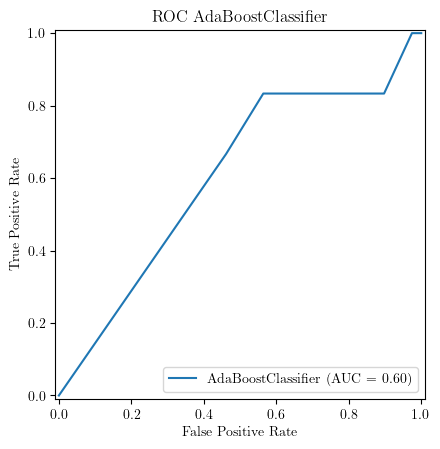 ROC AdaBoostClassifier
1.0
0.8
0.6
0.4
0.2
0.0
True Positive Rate
AdaBoostClassifier (AUC = 0.60)
0.0 0.2 0.4 0.6 0.8 1.0
False Positive Rate